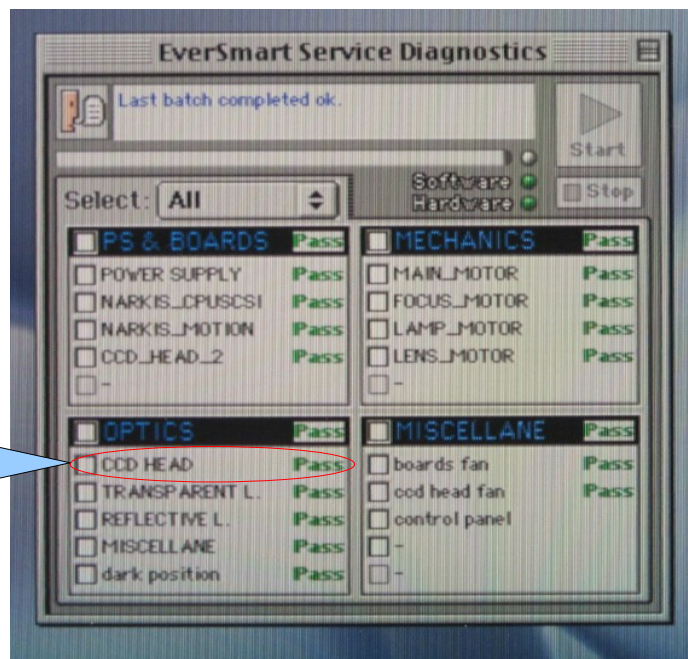 EverSmart Service Diagnostics
Last batch completed ok.
Start
Software
Hardware
Stop
Select: All
PS & BOARDS Pass
POWER SUPPLY Pass
NARKIS_CPUSCSI Pass
NARKIS_MOTION Pass
CCD_HEAD_2 Pass
-
MECHANICS Pass
MAIN_MOTOR Pass
FOCUS_MOTOR Pass
LAMP_MOTOR Pass
LENS_MOTOR Pass
-
OPTICS Pass
CCD HEAD Pass
TRANSPARENT L. Pass
REFLECTIVE L. Pass
MISCELLANE Pass
dark position Pass
MISCELLANE Pass
boards fan Pass
ccd head fan Pass
control panel
-
-